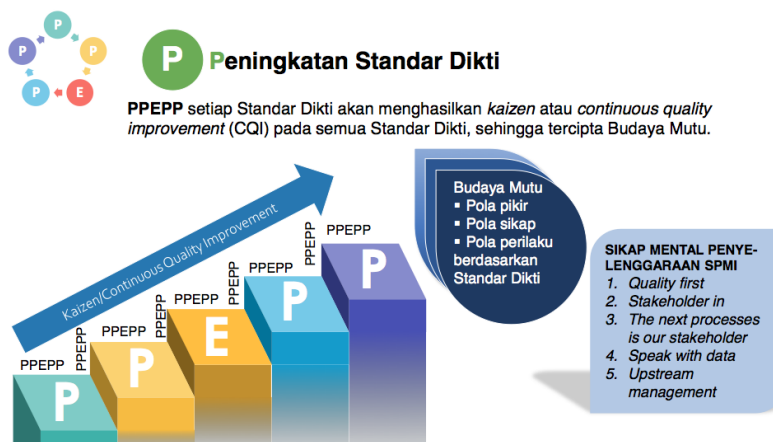 P
P
P
P
E
P
Peningkatan Standar Dikti
PPEPP setiap Standar Dikti akan menghasilkan kaizen atau continuous quality
improvement (CQI) pada semua Standar Dikti, sehingga tercipta Budaya Mutu.
Kaizen/Continuous Quality Improvement
PPEPP
P
PPEPP
PPEPP
P
PPEPP
PPEPP
E
PPEPP
PPEPP
P
PPEPP
PPEPP
P
Budaya Mutu
▪ Pola pikir
▪ Pola sikap
▪ Pola perilaku
berdasarkan
Standar Dikti
SIKAP MENTAL PENYE-
LENGGARAAN SPMI
1. Quality first
2. Stakeholder in
3. The next processes
is our stakeholder
4. Speak with data
5. Upstream
management